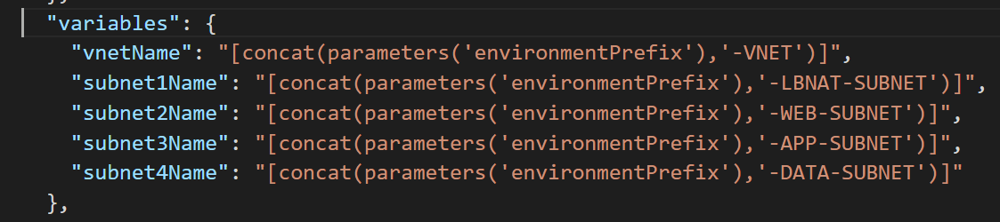 },
"variables": {
"vnetName": "[concat(parameters('environmentPrefix'),'-VNET')]",
"subnet1Name": "[concat(parameters('environmentPrefix'),'-LBNAT-SUBNET')]",
"subnet2Name": "[concat(parameters('environmentPrefix'),'-WEB-SUBNET')]",
"subnet3Name": "[concat(parameters('environmentPrefix'),'-APP-SUBNET')]",
"subnet4Name": "[concat(parameters('environmentPrefix'),'-DATA-SUBNET')]"
},